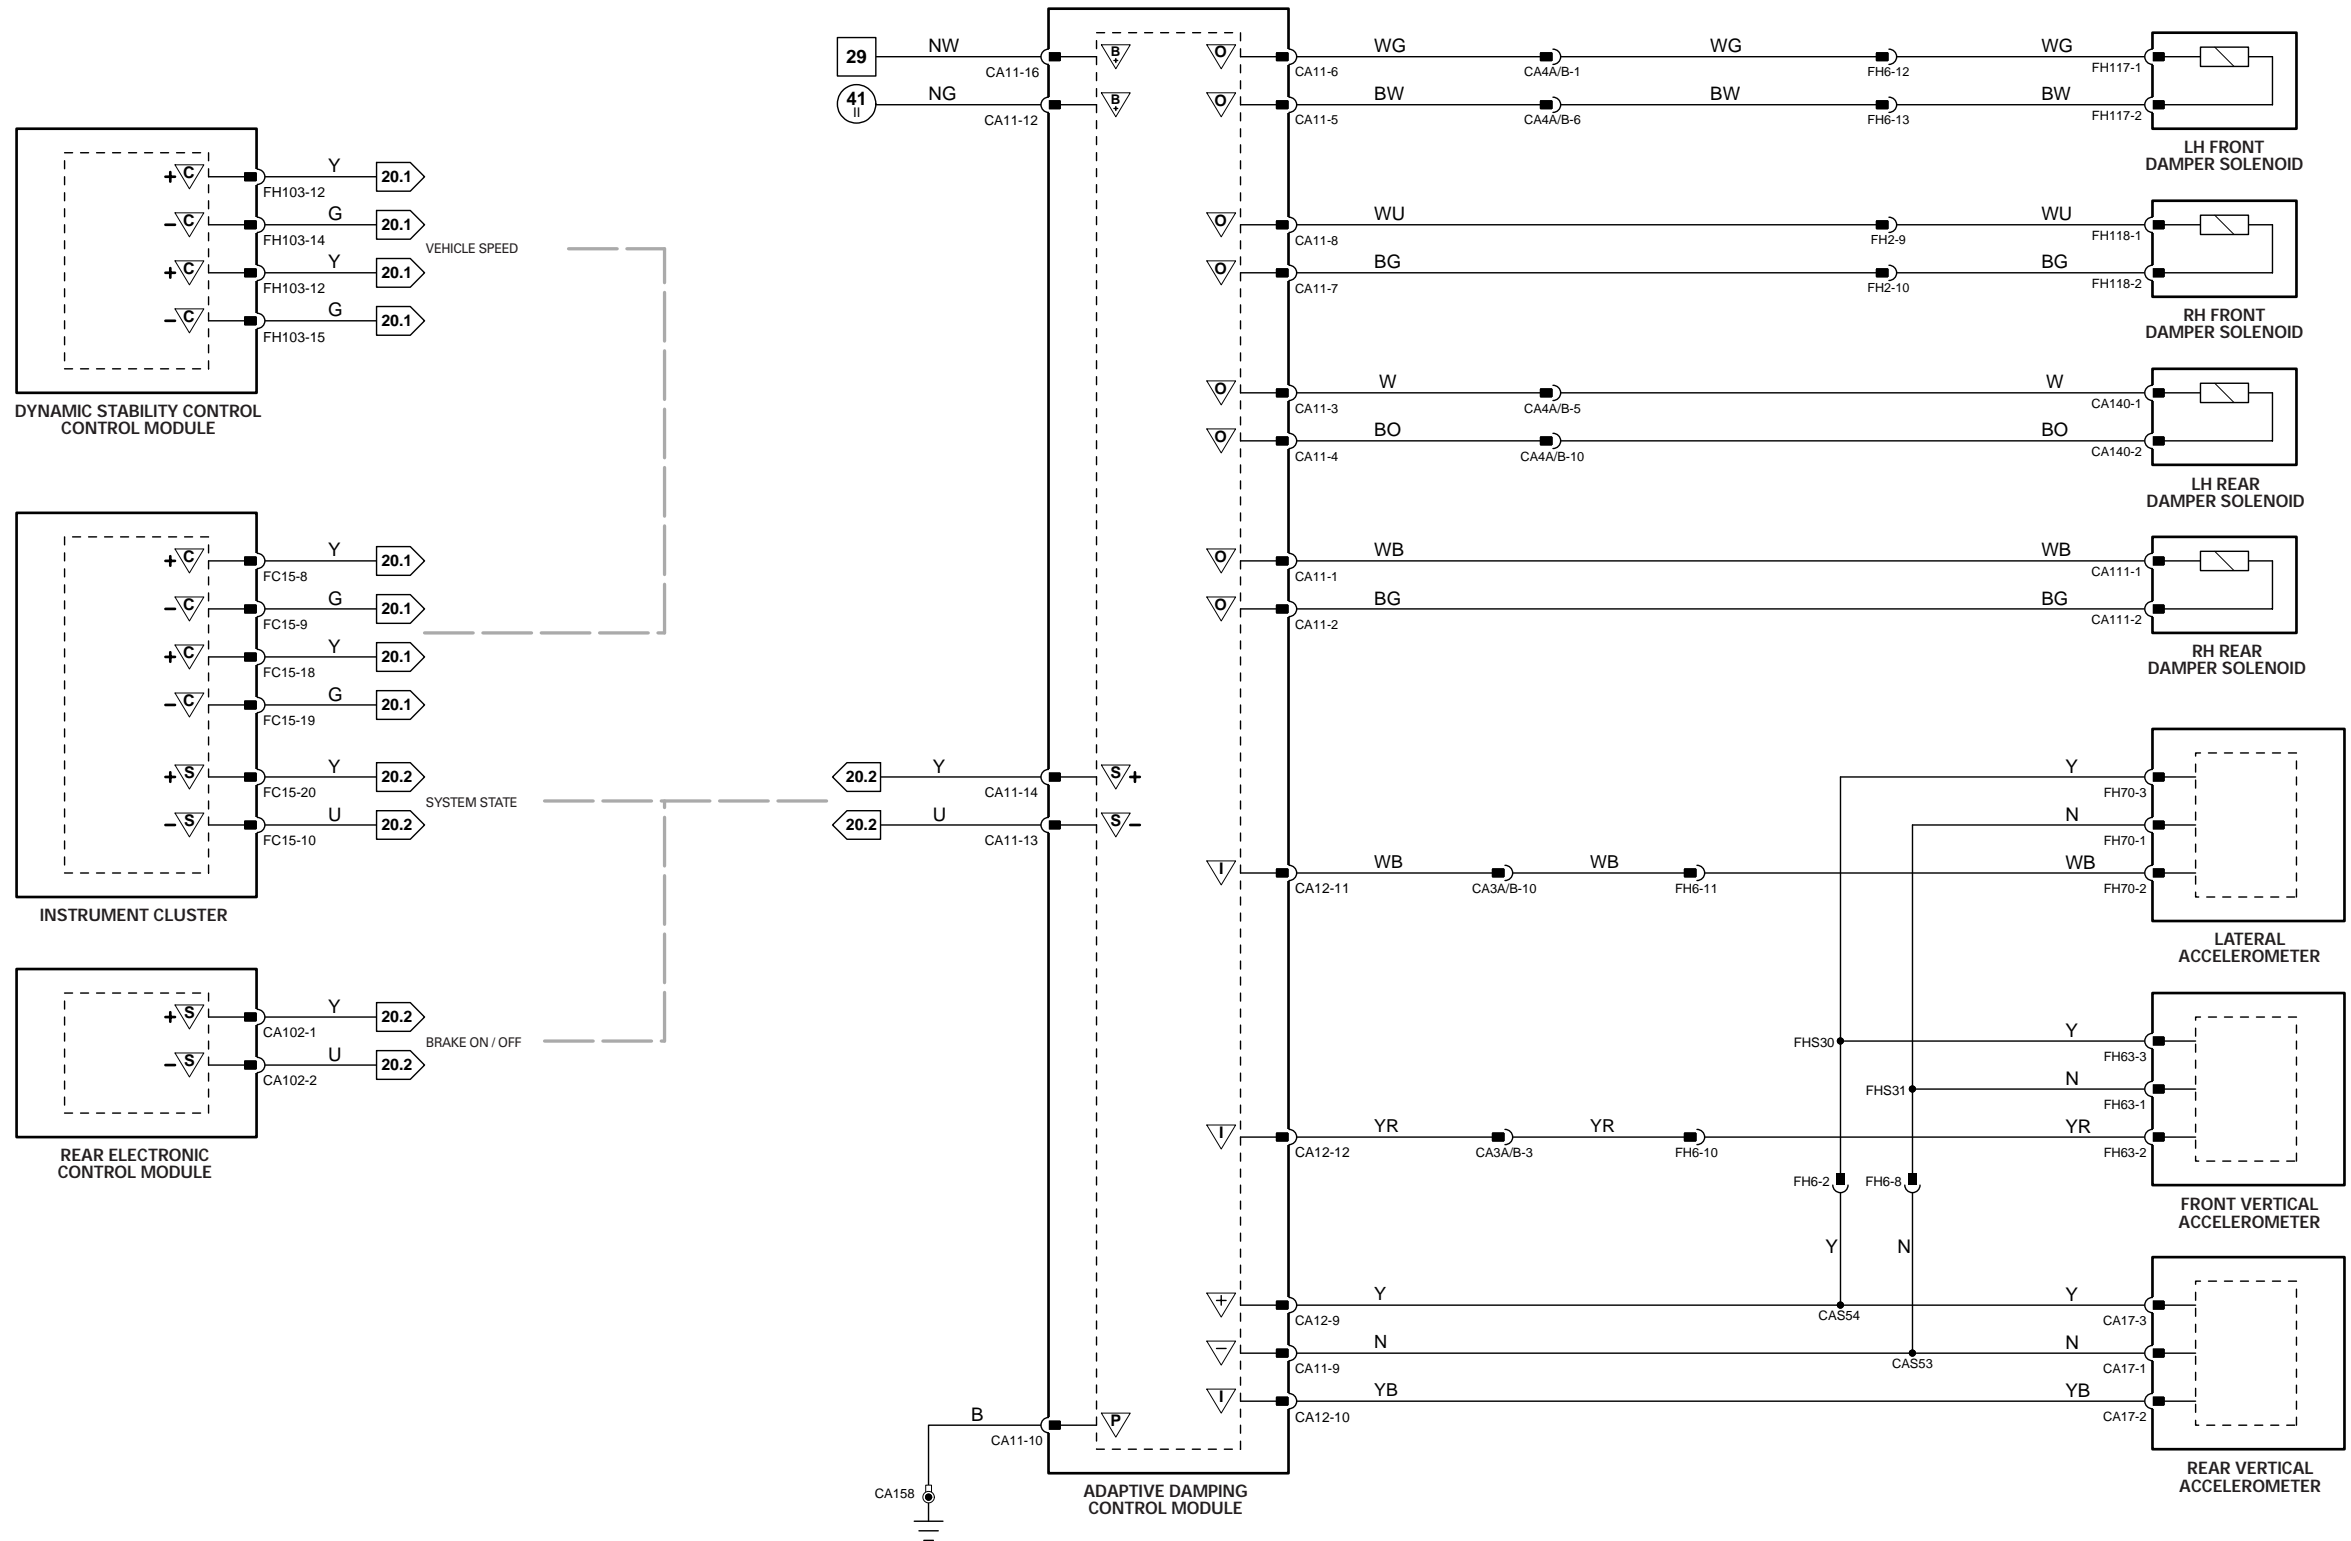 +C
FH103-12
Y
20.1
-C
FH103-14
G
20.1
VEHICLE SPEED
+C
FH103-12
Y
20.1
-C
FH103-15
G
20.1
DYNAMIC STABILITY CONTROL
CONTROL MODULE
+C
FC15-8
Y
20.1
-C
FC15-9
G
20.1
+C
FC15-18
Y
20.1
-C
FC15-19
G
20.1
+S
FC15-20
Y
20.2
SYSTEM STATE
-S
FC15-10
U
20.2
INSTRUMENT CLUSTER
+S
CA102-1
Y
20.2
BRAKE ON / OFF
-S
CA102-2
U
20.2
REAR ELECTRONIC
CONTROL MODULE
29
NW
CA11-16
B+
41
II
NG
CA11-12
B+
20.2
Y
CA11-14
S+
20.2
U
CA11-13
S-
B
CA11-10
P
CA158
ADAPTIVE DAMPING
CONTROL MODULE
O
CA11-6
WG
CA4A/B-1
WG
FH6-12
WG
FH117-1
O
CA11-5
BW
CA4A/B-6
BW
FH6-13
BW
FH117-2
LH FRONT
DAMPER SOLENOID
O
CA11-8
WU
FH2-9
WU
FH118-1
O
CA11-7
BG
FH2-10
BG
FH118-2
RH FRONT
DAMPER SOLENOID
O
CA11-3
W
CA4A/B-5
W
CA140-1
O
CA11-4
BO
CA4A/B-10
BO
CA140-2
LH REAR
DAMPER SOLENOID
O
CA11-1
WB
WB
CA111-1
O
CA11-2
BG
BG
CA111-2
RH REAR
DAMPER SOLENOID
Y
FH70-3
N
FH70-1
I
CA12-11
WB
CA3A/B-10
WB
FH6-11
WB
FH70-2
LATERAL
ACCELEROMETER
FHS30
Y
FH63-3
FHS31
N
FH63-1
I
CA12-12
YR
CA3A/B-3
YR
FH6-10
YR
FH63-2
FH6-2
FH6-8
FRONT VERTICAL
ACCELEROMETER
Y
N
+
CA12-9
Y
CAS54
Y
CA17-3
-
CA11-9
N
CAS53
N
CA17-1
I
CA12-10
YB
YB
CA17-2
REAR VERTICAL
ACCELEROMETER